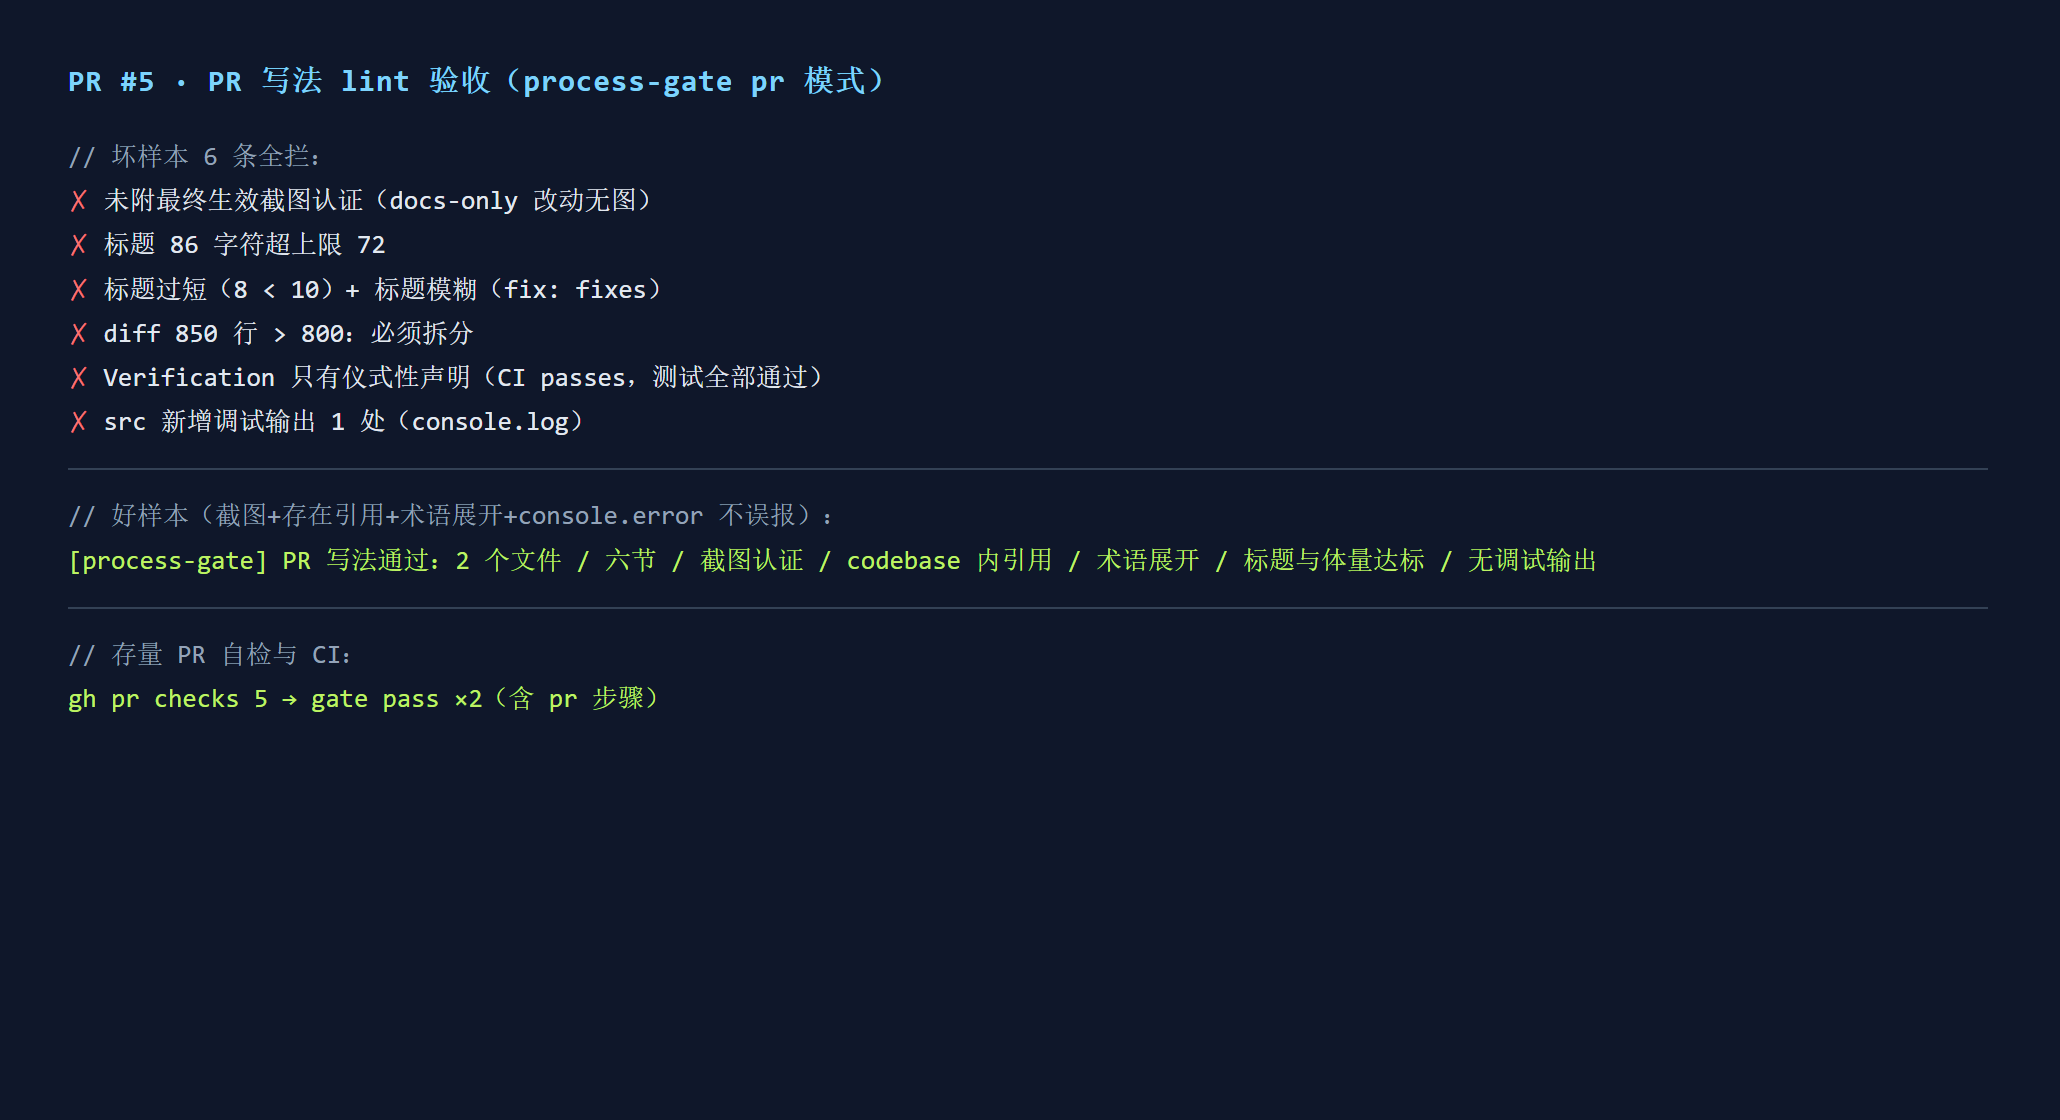 PR #5 · PR 写法 lint 验收（process-gate pr 模式）
// 坏样本 6 条全拦：
✗ 未附最终生效截图认证（docs-only 改动无图）
✗ 标题 86 字符超上限 72
✗ 标题过短（8 < 10）+ 标题模糊（fix: fixes）
✗ diff 850 行 > 800：必须拆分
✗ Verification 只有仪式性声明（CI passes，测试全部通过）
✗ src 新增调试输出 1 处（console.log）
// 好样本（截图+存在引用+术语展开+console.error 不误报）：
[process-gate] PR 写法通过：2 个文件 / 六节 / 截图认证 / codebase 内引用 / 术语展开 / 标题与体量达标 / 无调试输出
// 存量 PR 自检与 CI：
gh pr checks 5 → gate pass ×2（含 pr 步骤）